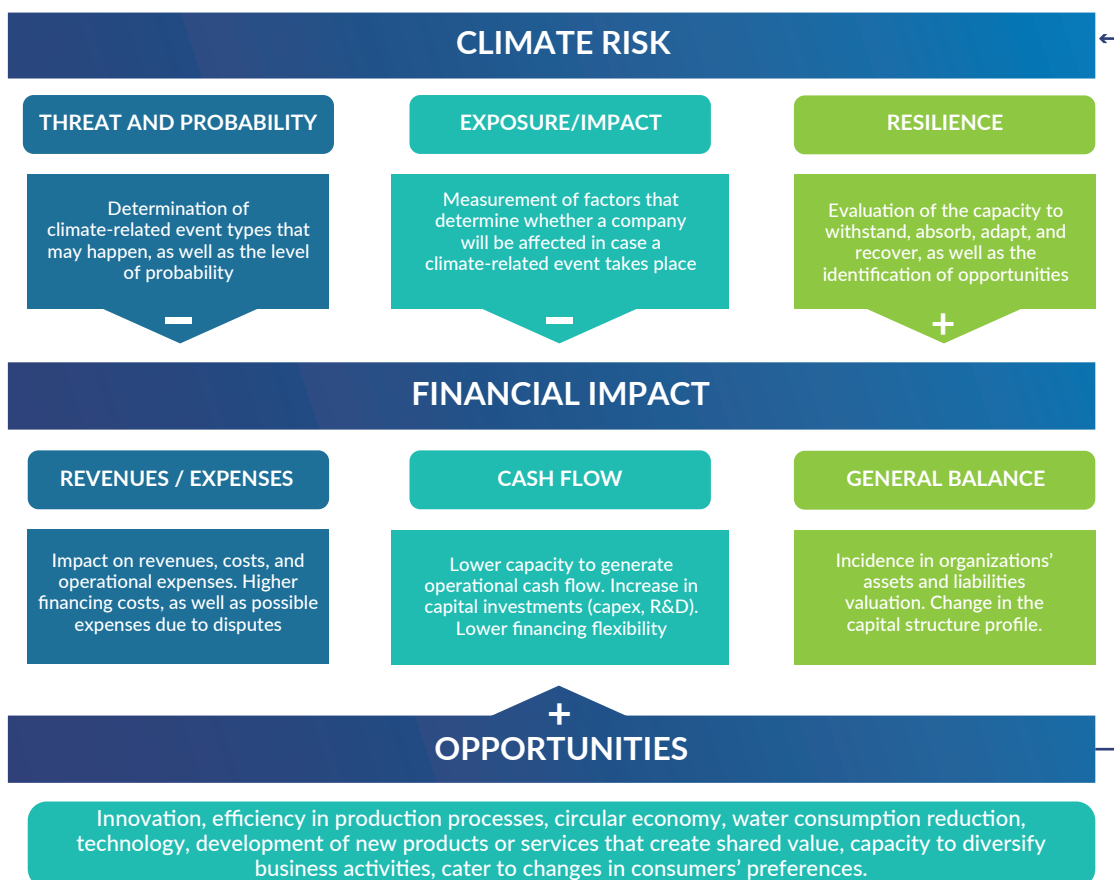 CLIMATE RISK
THREAT AND PROBABILITY
EXPOSURE/IMPACT
RESILIENCE
Determination of
climate-related event types that
may happen, as well as the level
of probability
Measurement of factors that
determine whether a company
will be affected in case a
climate-related event takes place
Evaluation of the capacity to
withstand, absorb, adapt, and
recover, as well as the
identification of opportunities
–
–
+
FINANCIAL IMPACT
REVENUES / EXPENSES
CASH FLOW
GENERAL BALANCE
Impact on revenues, costs, and
operational expenses. Higher
financing costs, as well as possible
expenses due to disputes
Lower capacity to generate
operational cash flow. Increase in
capital investments (capex, R&D).
Lower financing flexibility
Incidence in organizations’
assets and liabilities
valuation. Change in the
capital structure profile.
+
OPPORTUNITIES
Innovation, efficiency in production processes, circular economy, water consumption reduction,
technology, development of new products or services that create shared value, capacity to diversify
business activities, cater to changes in consumers’ preferences.